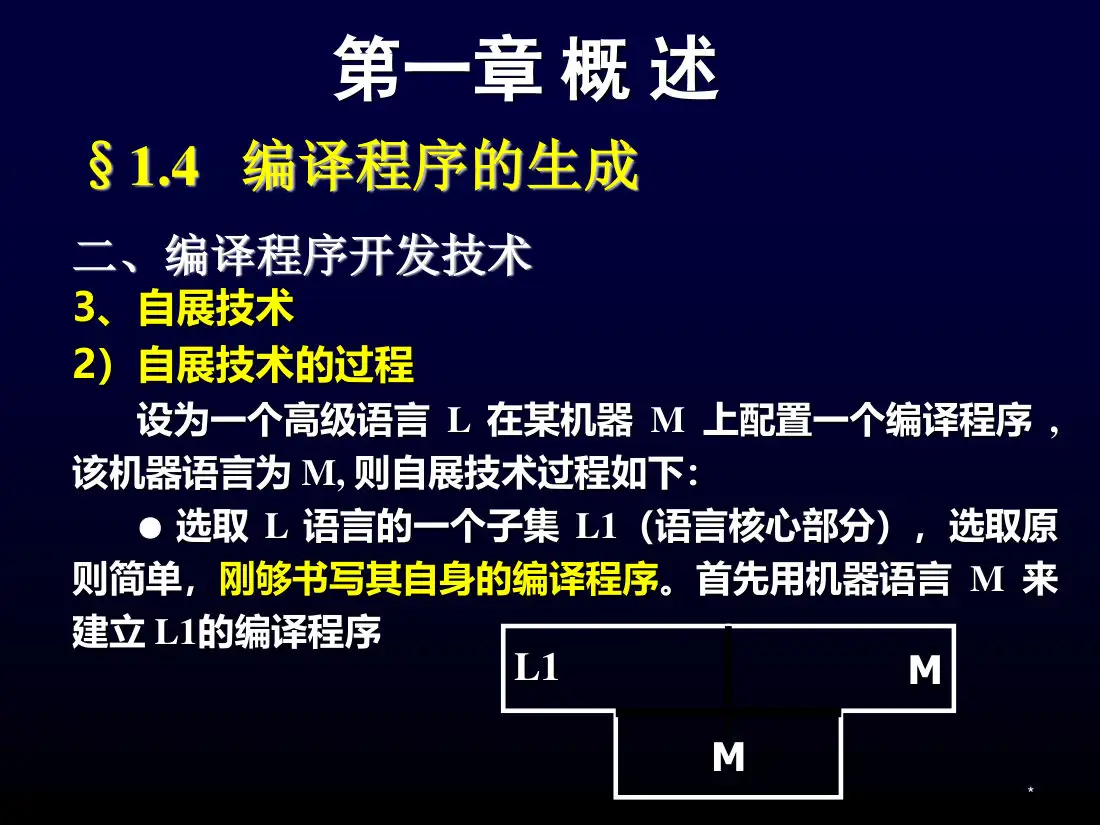 第一章 概 述
§1.4 编译程序的生成
二、编译程序开发技术
3、自展技术
2）自展技术的过程
设为一个高级语言 L 在某机器 M 上配置一个编译程序，
该机器语言为 M, 则自展技术过程如下：
● 选取 L 语言的一个子集 L1（语言核心部分），选取原
则简单，刚够书写其自身的编译程序。首先用机器语言 M 来
建立 L1的编译程序
L1 M
M
*